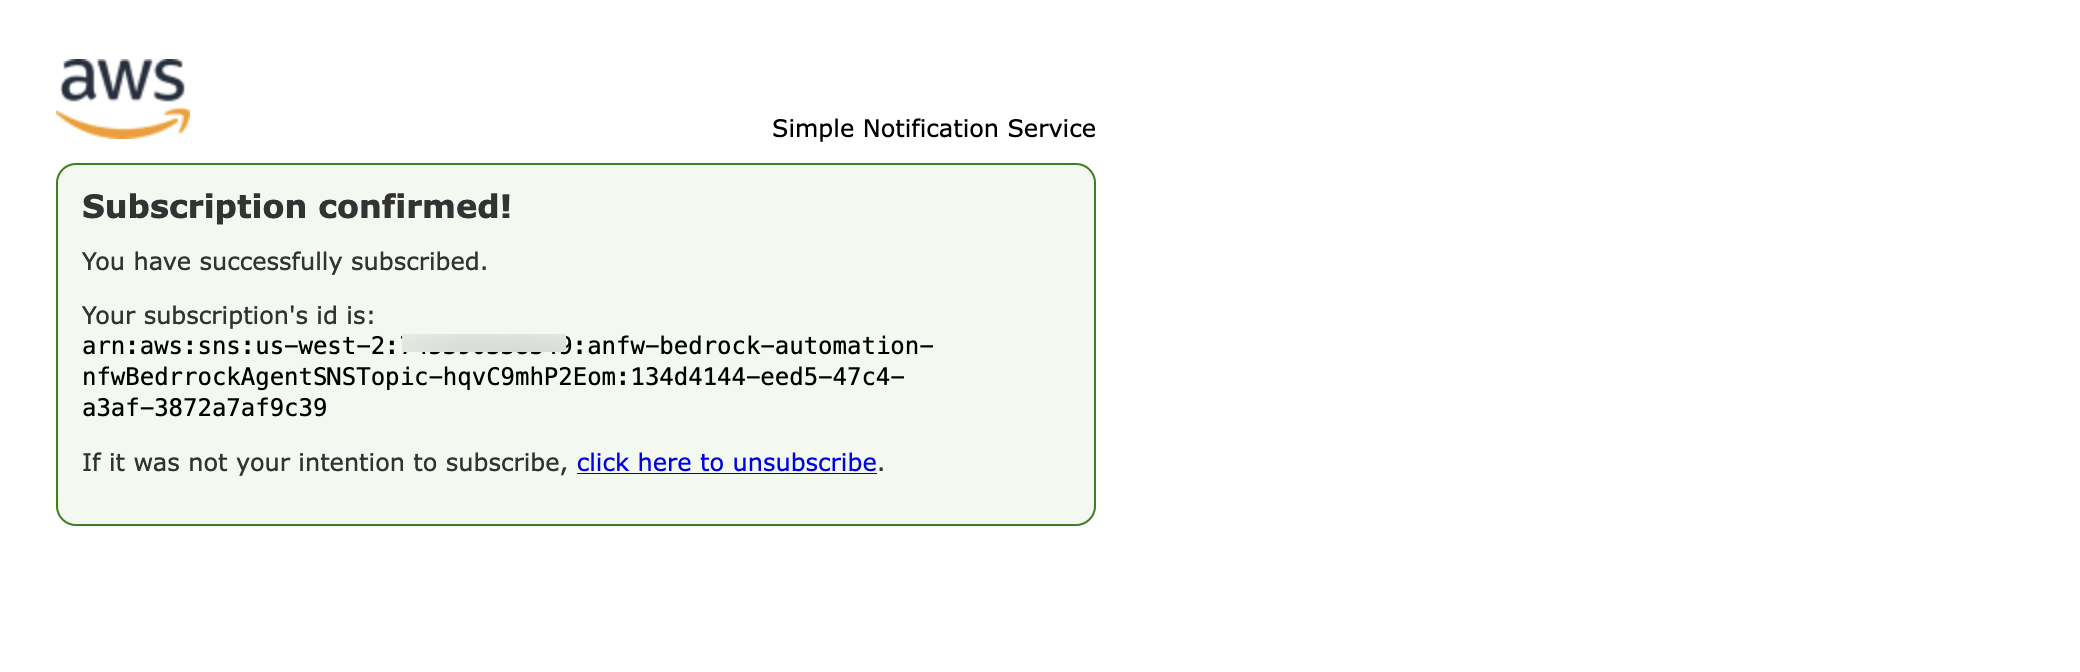 aws
Simple Notification Service
Subscription confirmed!
You have successfully subscribed.
Your subscription's id is:
arn:aws:sns:us-west-2: :anfw-bedrock-automation-
nfwBedrrockAgentSNSTopic-hqvC9mhP2Eom:134d4144-eed5-47c4-
a3af-3872a7af9c39
If it was not your intention to subscribe, click here to unsubscribe.